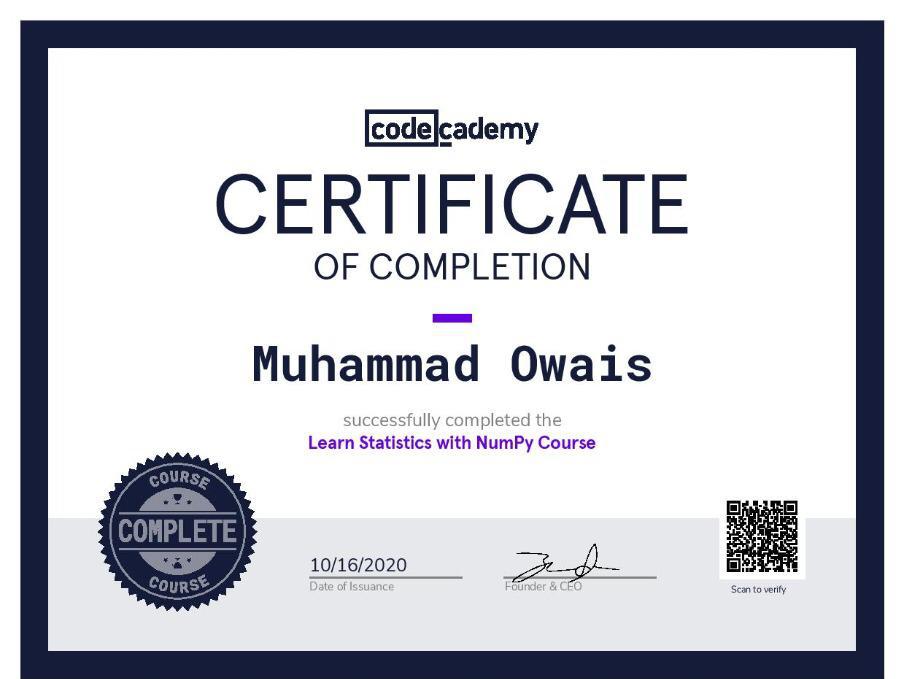 codecademy
CERTIFICATE
OF COMPLETION
Muhammad Owais
successfully completed the
Learn Statistics with NumPy Course
COURSE
COMPLETE
COURSE
10/16/2020
Date of Issuance
Founder & CEO
Scan to verify